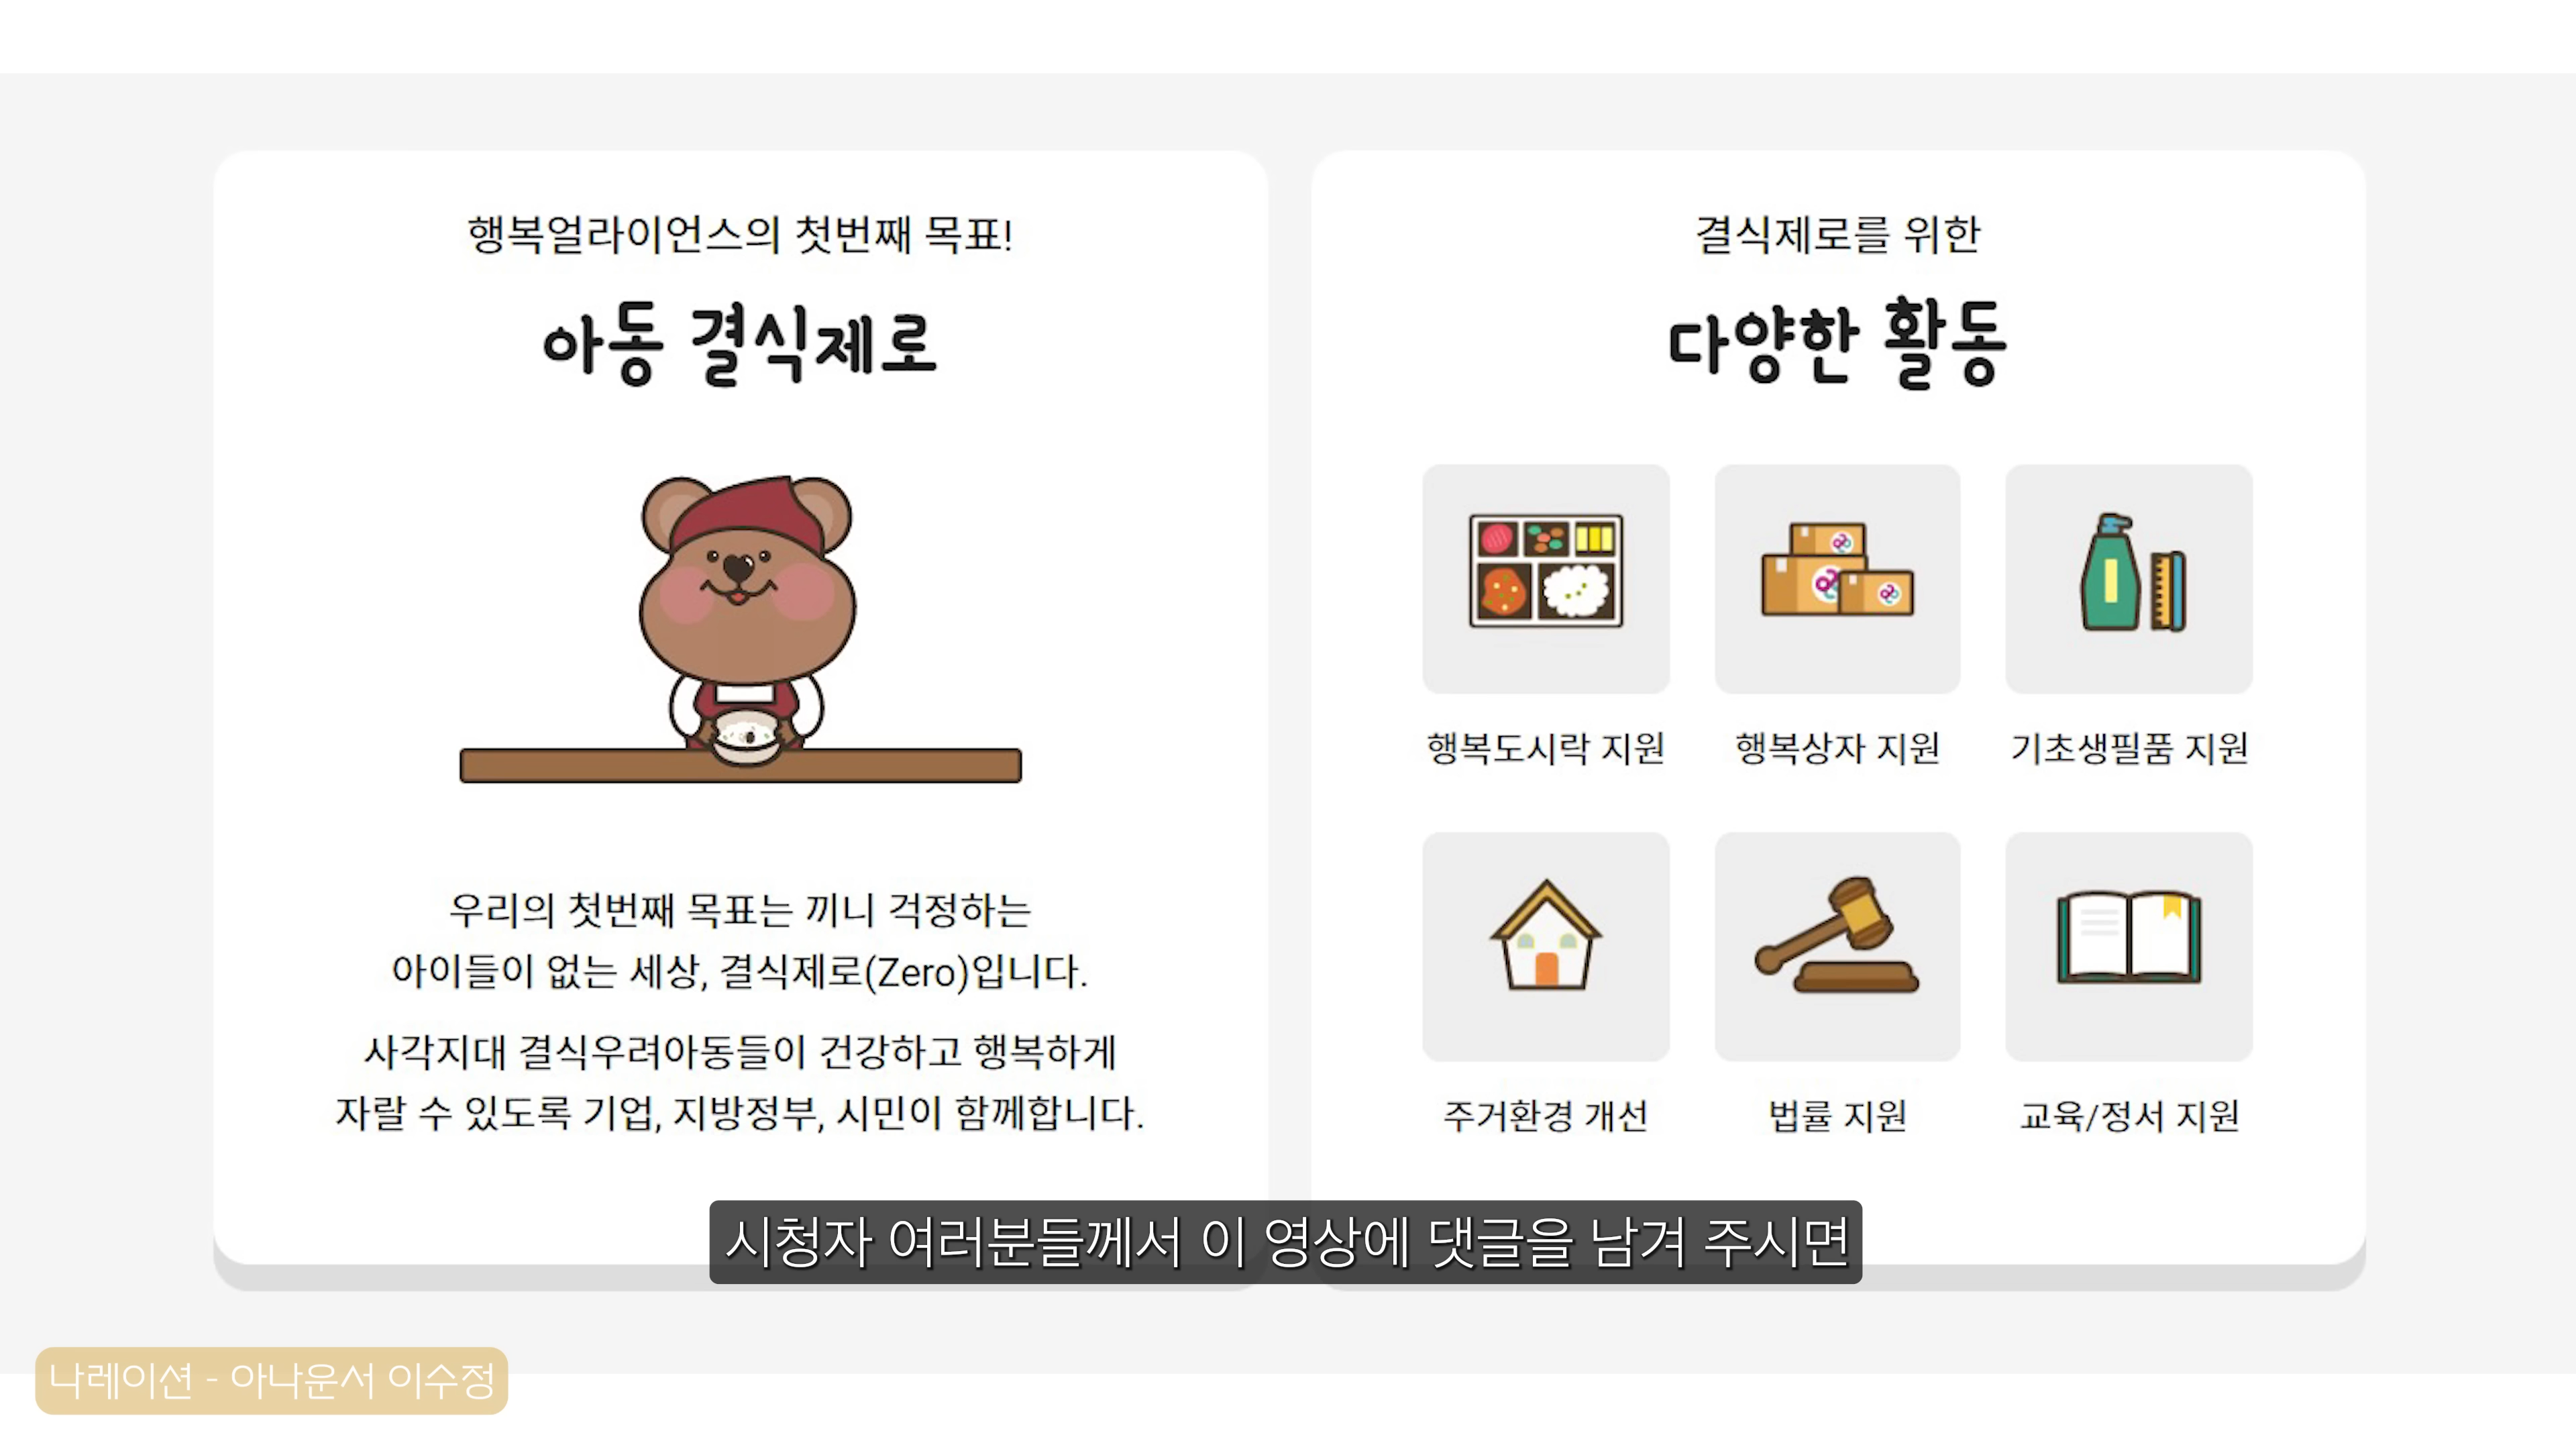 행복얼라이언스의 첫번째 목표!
아동 결식제로
우리의 첫번째 목표는 끼니 걱정하는
아이들이 없는 세상, 결식제로(Zero)입니다.
사각지대 결식우려아동들이 건강하고 행복하게
자랄 수 있도록 기업, 지방정부, 시민이 함께합니다.
결식제로를 위한
다양한 활동
행복도시락 지원
행복상자 지원
기초생필품 지원
주거환경 개선
법률 지원
교육/정서 지원
시청자 여러분들께서 이 영상에 댓글을 남겨 주시면
나레이션 - 아나운서 이수정